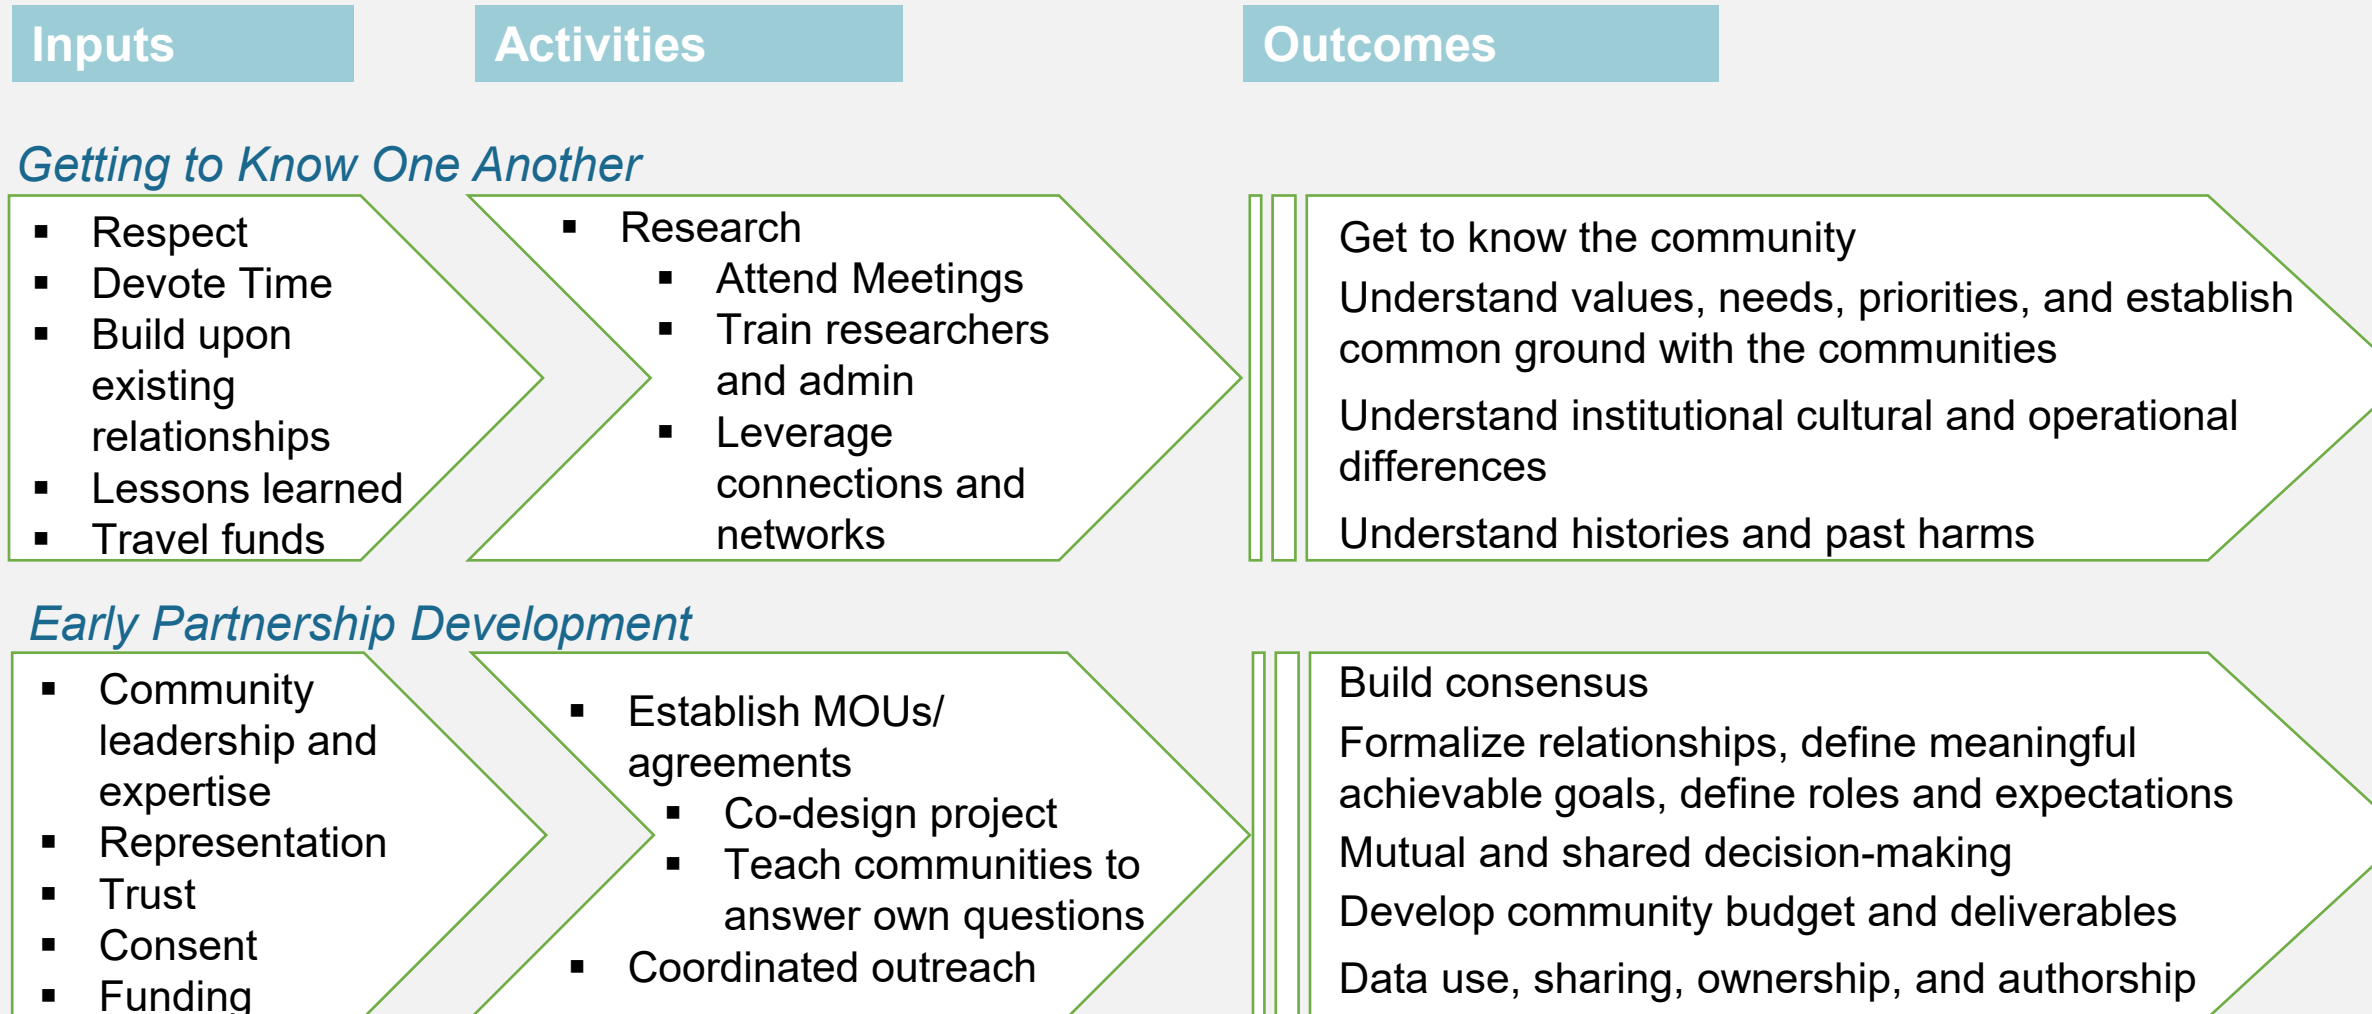 Inputs
Activities
Outcomes
Getting to Know One Another
▪ Respect
▪ Devote Time
▪ Build upon
existing
relationships
▪ Lessons learned
▪ Travel funds
▪ Research
▪ Attend Meetings
▪ Train researchers
and admin
▪ Leverage
connections and
networks
Get to know the community
Understand values, needs, priorities, and establish
common ground with the communities
Understand institutional cultural and operational
differences
Understand histories and past harms
Early Partnership Development
▪ Community
leadership and
expertise
▪ Representation
▪ Trust
▪ Consent
▪ Funding
▪ Establish MOUs/
agreements
▪ Co-design project
▪ Teach communities to
answer own questions
▪ Coordinated outreach
Build consensus
Formalize relationships, define meaningful
achievable goals, define roles and expectations
Mutual and shared decision-making
Develop community budget and deliverables
Data use, sharing, ownership, and authorship